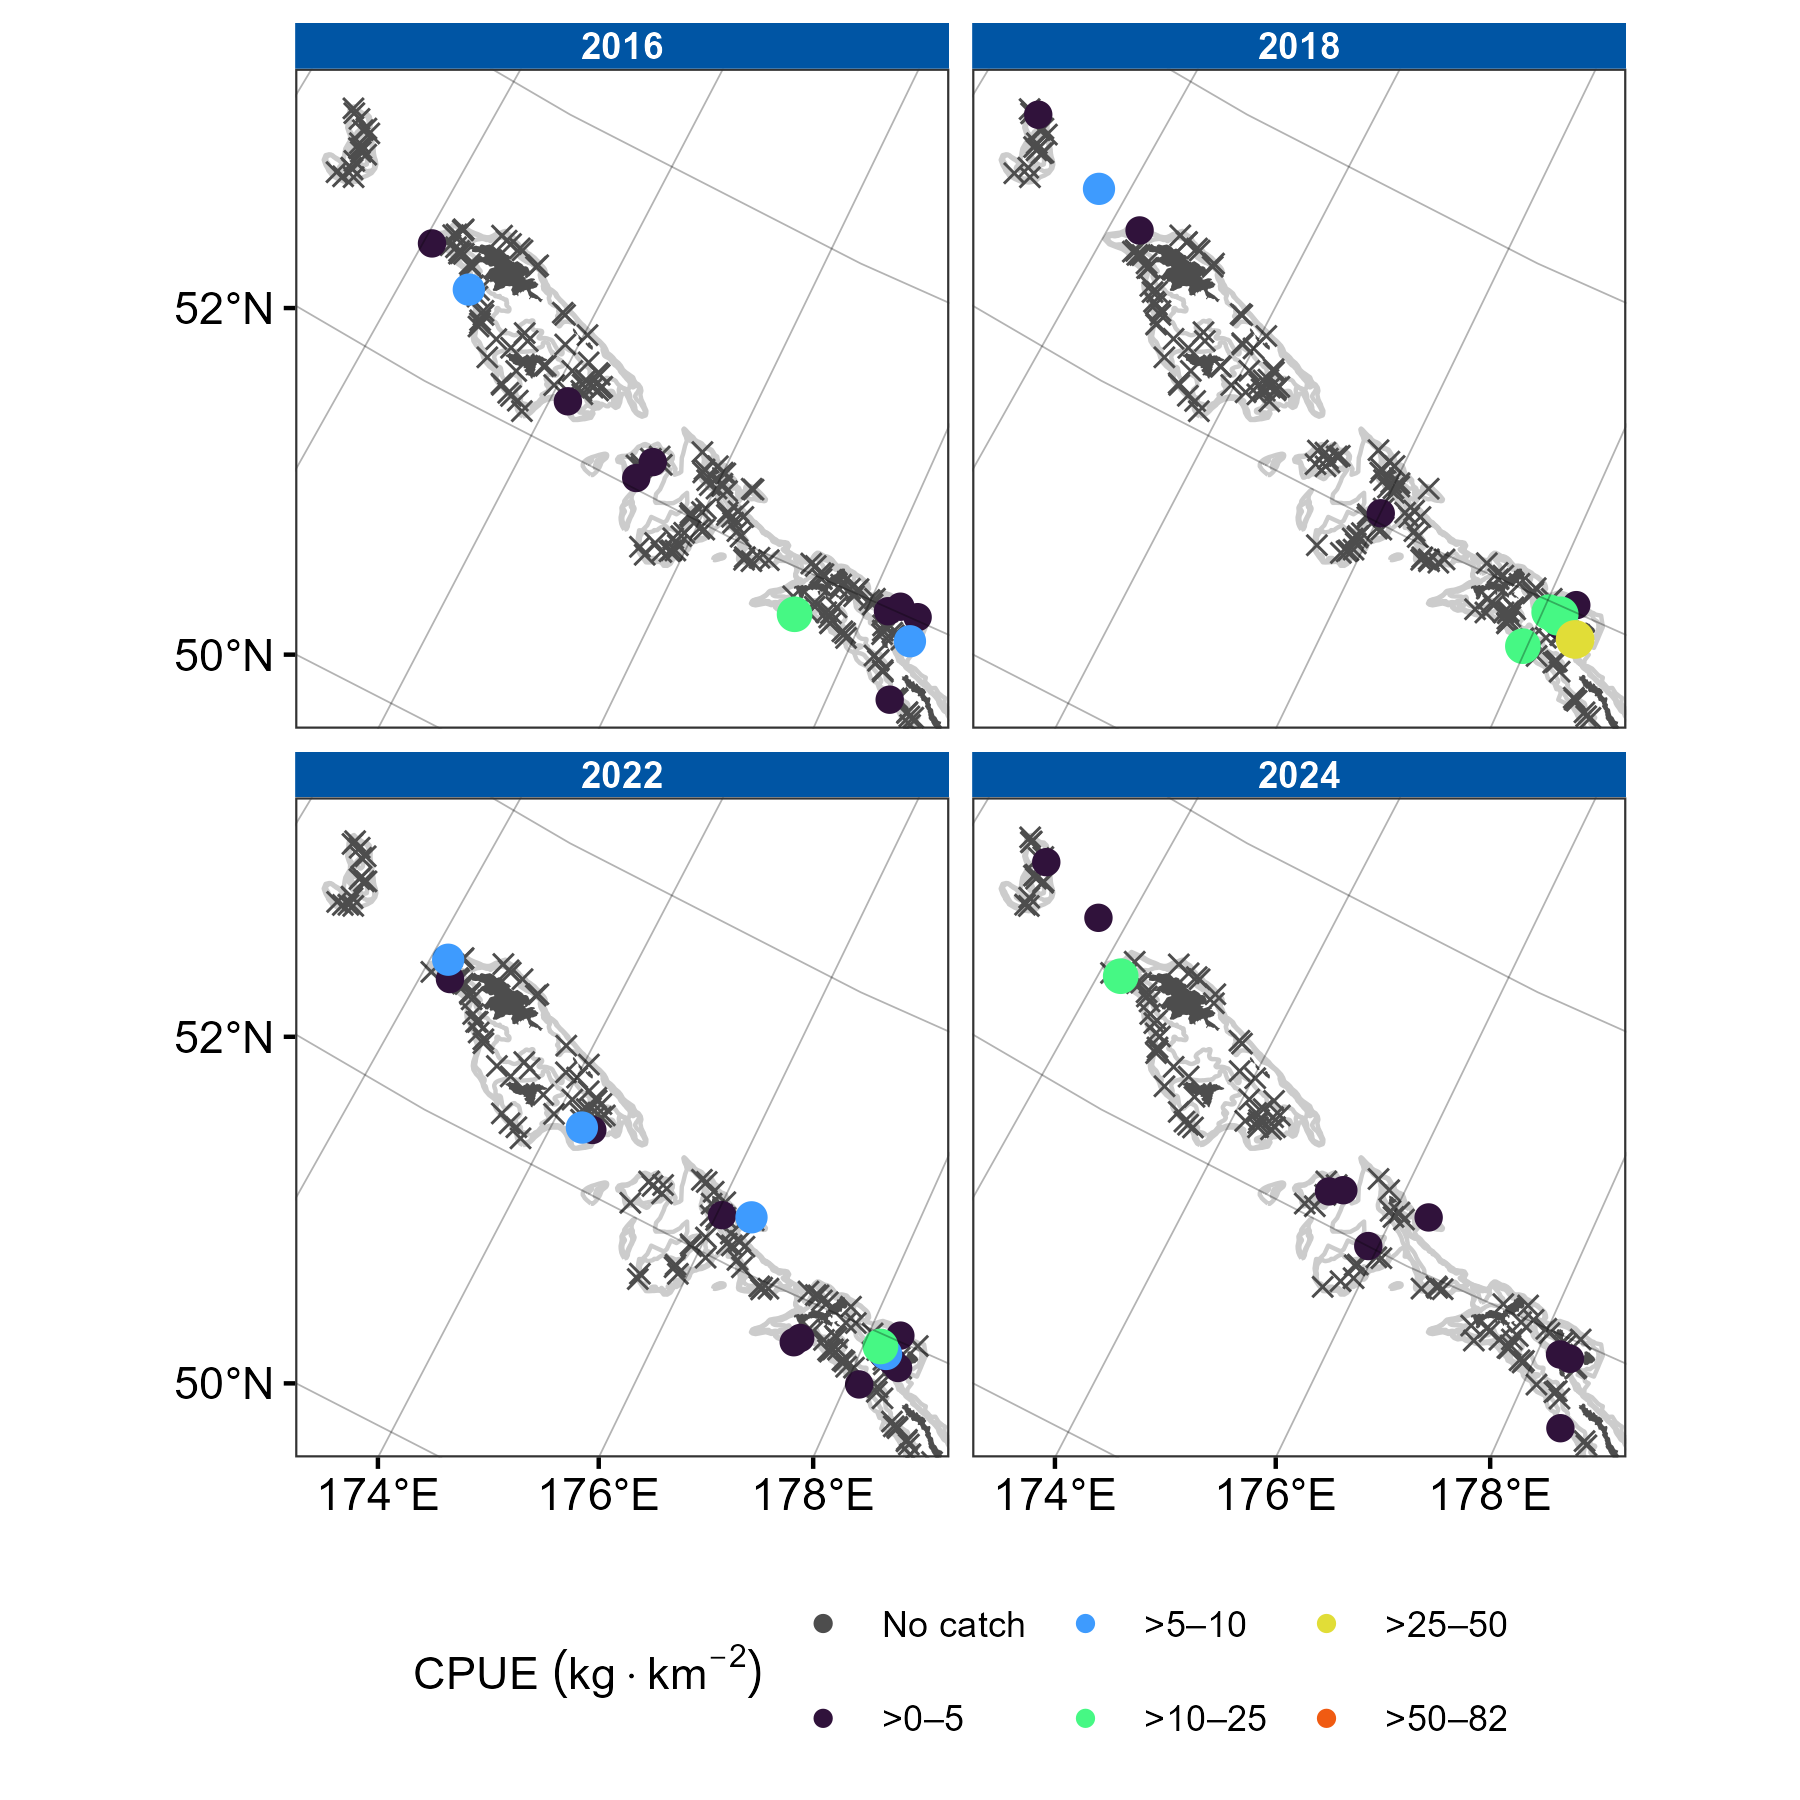 2016
2018
52°N
50°N
2022
2024
52°N
50°N
174°E 176°E 178°E 174°E 176°E 178°E
CPUE (kg · km⁻²)
No catch >5–10 >25–50
>0–5 >10–25 >50–82